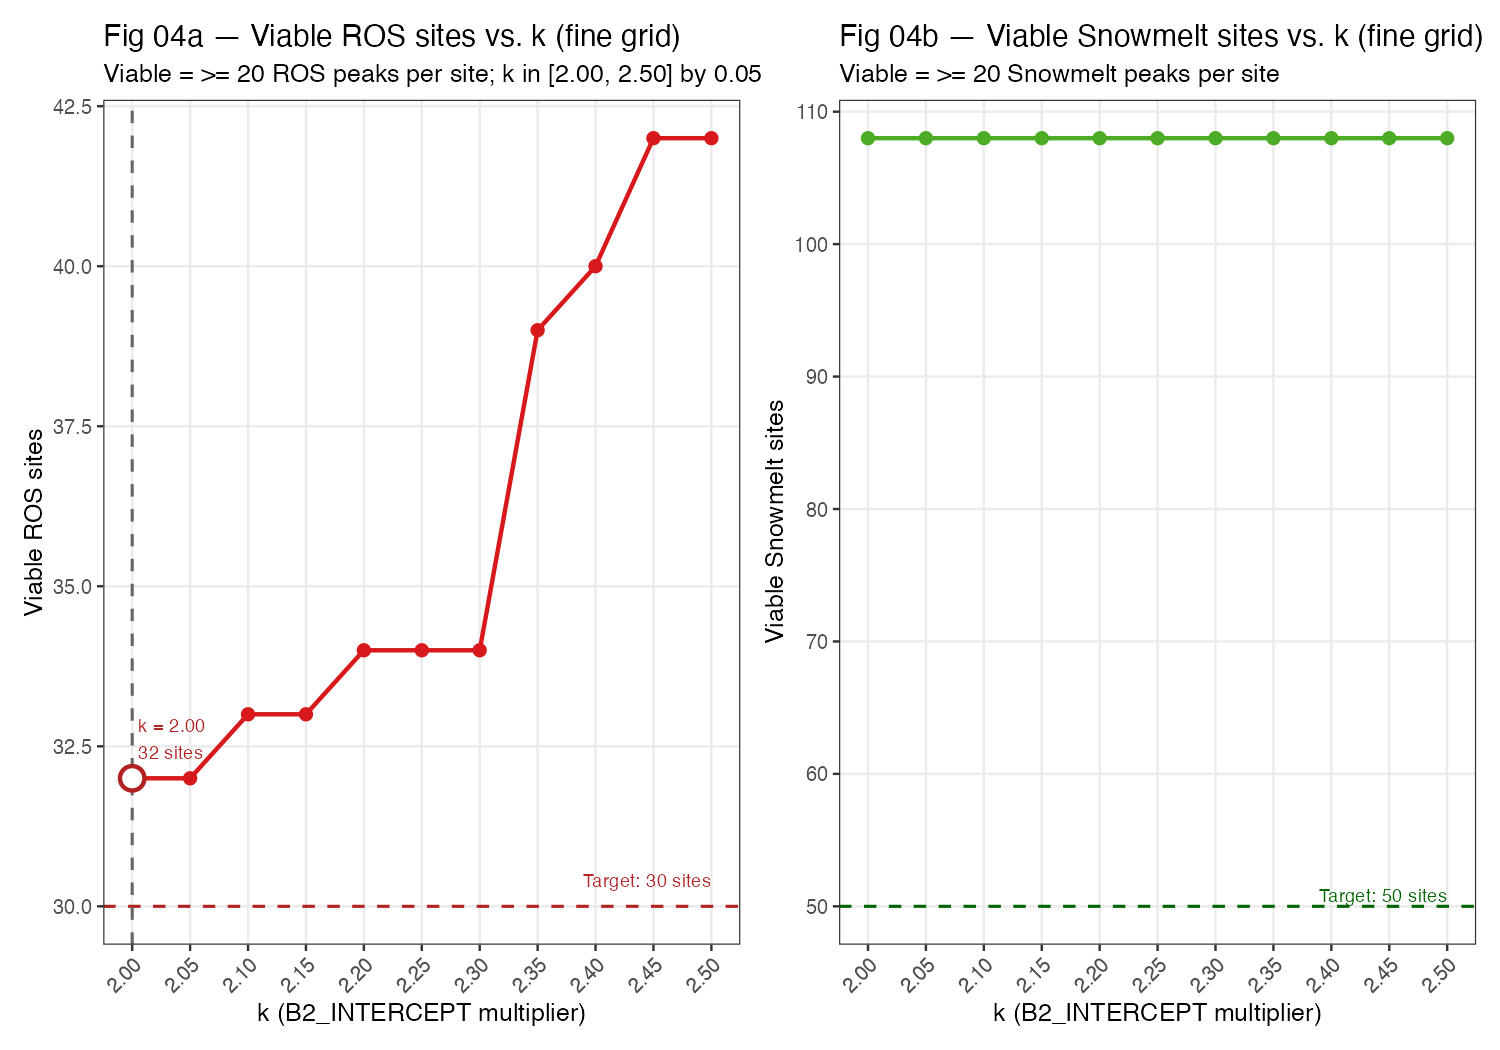 Fig 04a — Viable ROS sites vs. k (fine grid)
Viable = >= 20 ROS peaks per site; k in [2.00, 2.50] by 0.05
42.5
40.0
37.5
35.0
32.5
30.0
Viable ROS sites
k = 2.00
32 sites
Target: 30 sites
2.00
2.05
2.10
2.15
2.20
2.25
2.30
2.35
2.40
2.45
2.50
k (B2_INTERCEPT multiplier)
Fig 04b — Viable Snowmelt sites vs. k (fine grid)
Viable = >= 20 Snowmelt peaks per site
110
100
90
80
70
60
50
Viable Snowmelt sites
Target: 50 sites
2.00
2.05
2.10
2.15
2.20
2.25
2.30
2.35
2.40
2.45
2.50
k (B2_INTERCEPT multiplier)